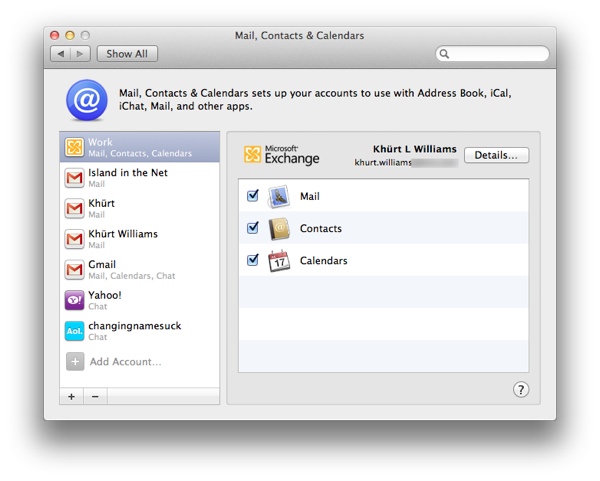 Mail, Contacts & Calendars
Show All
Mail, Contacts & Calendars sets up your accounts to use with Address Book, iCal,
iChat, Mail, and other apps.
Work
Mail, Contacts, Calendars
Island in the Net
Mail
Khürt
Mail
Khürt Williams
Mail
Gmail
Mail, Calendars, Chat
Y!
Yahoo!
Chat
Aol.
changingnamesuck
Chat
Add Account...
Microsoft
Exchange
Khürt L Williams
khurt.williams
Details...
Mail
Contacts
17
Calendars
?